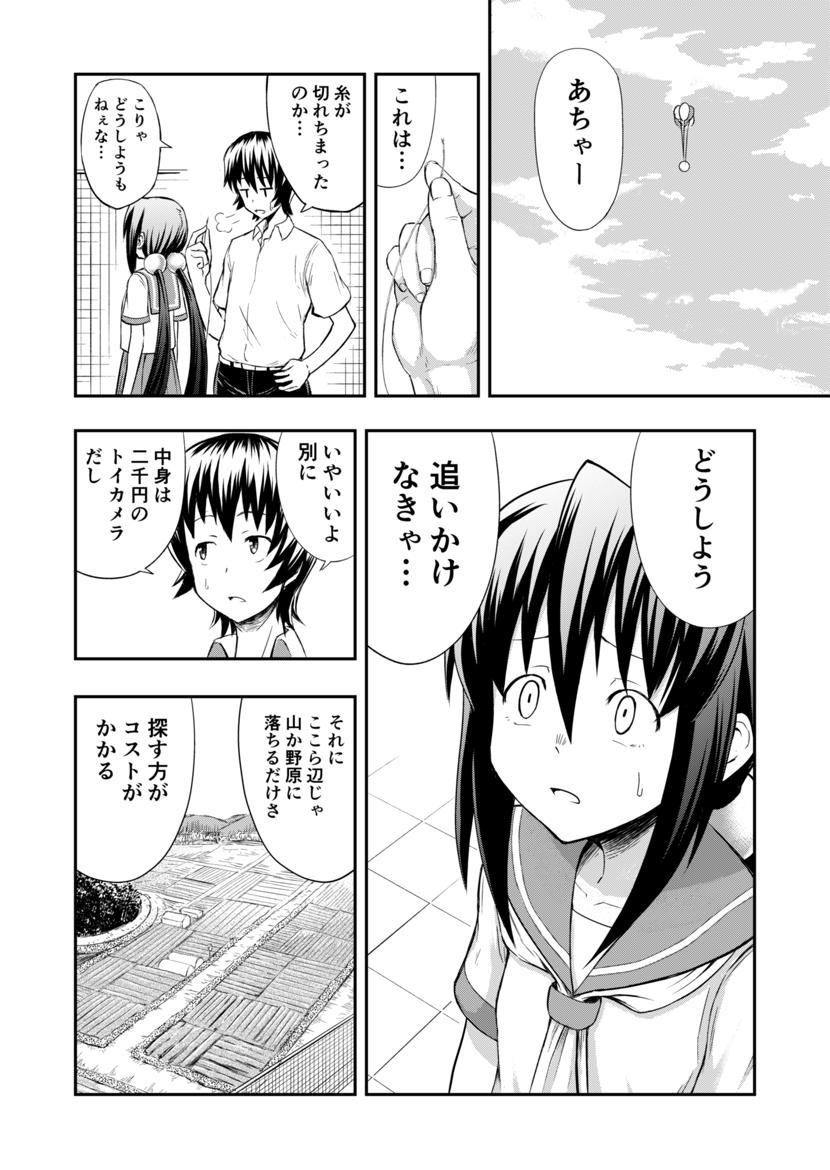 あちゃー
これは…
糸が
切れちまった
のか…
こりゃ
どうしようも
ねぇな…
どうしよう
追いかけ
なきゃ…
いやいいよ
別に
中身は
二千円の
トイカメラ
だし
それに
ここら辺じゃ
山か野原に
落ちるだけさ
探す方が
コストが
かかる